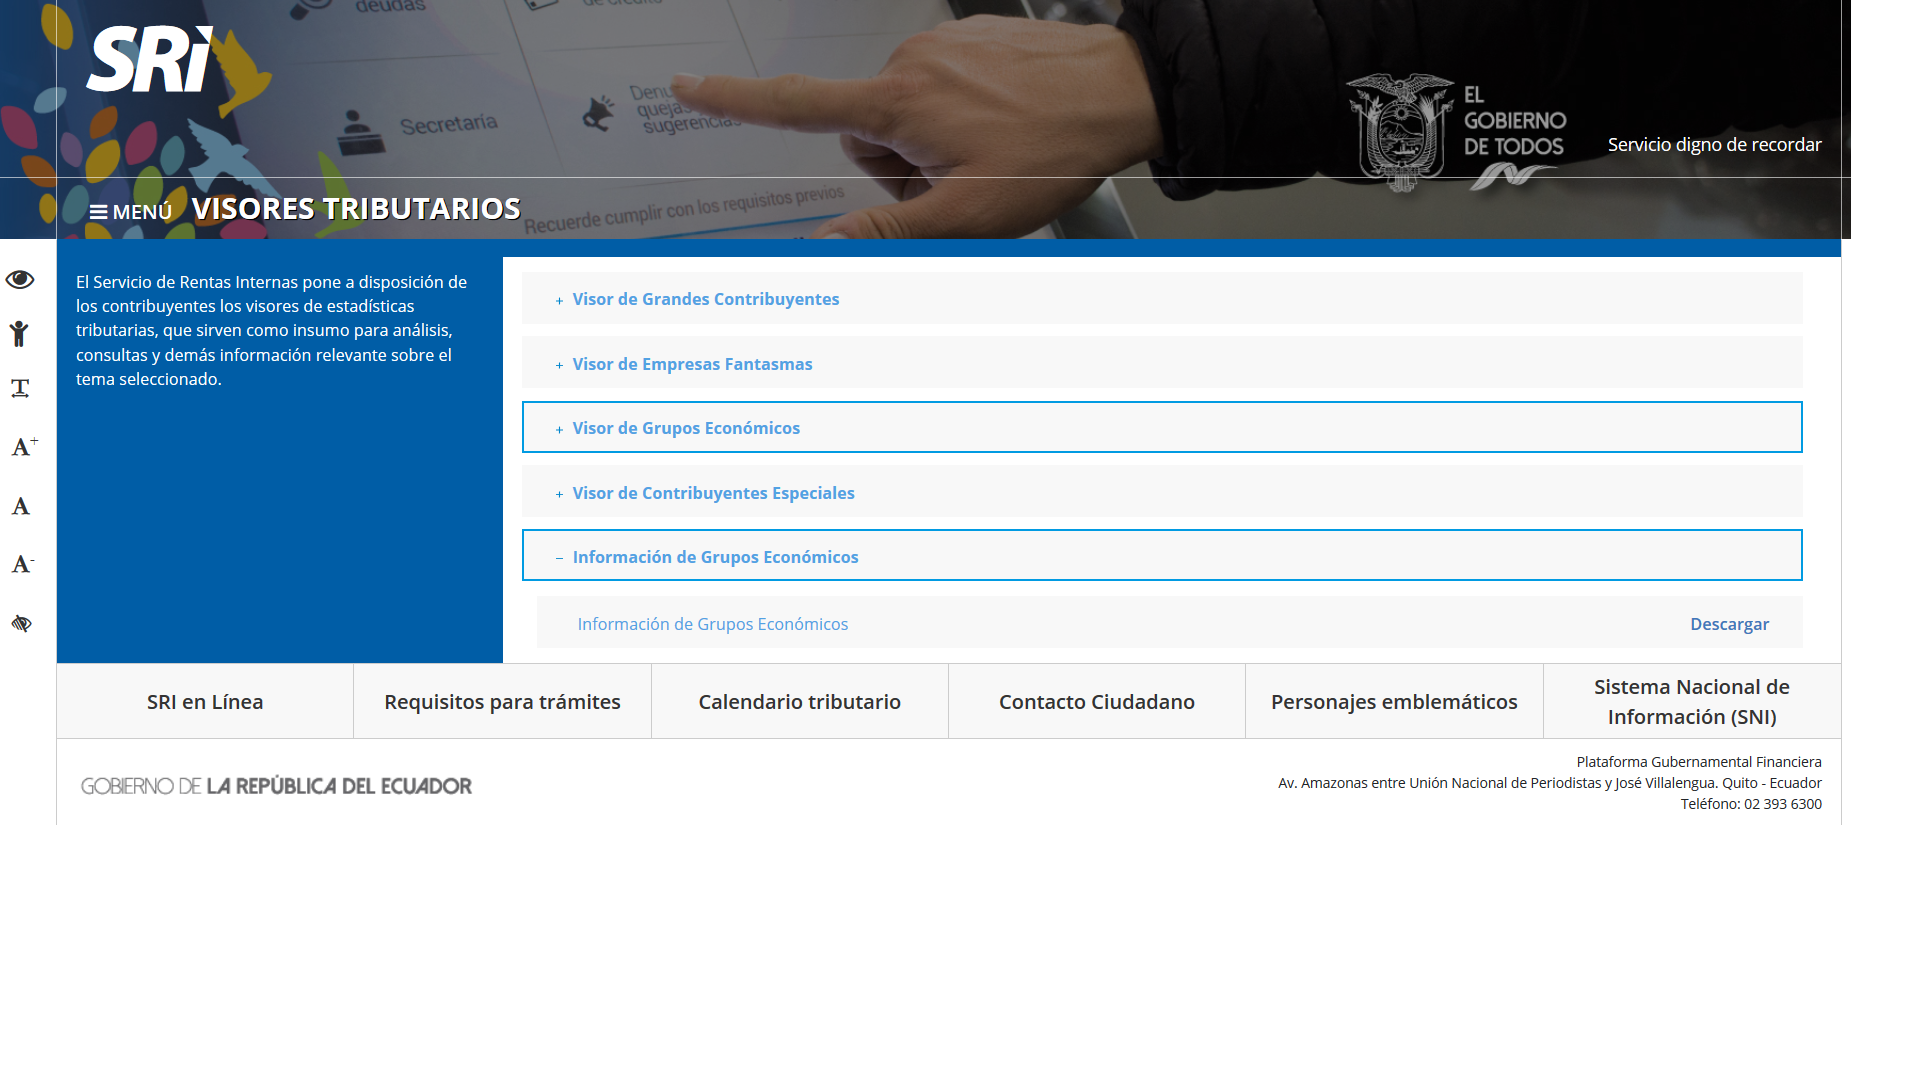 deudas
de crédito
SRi
Denu
quejas
sugerencias
Secretaría
EL
GOBIERNO
DE TODOS
Servicio digno de recordar
MENÚ VISORES TRIBUTARIOS
Recuerde cumplir con los requisitos previos
El Servicio de Rentas Internas pone a disposición de
los contribuyentes los visores de estadísticas
tributarias, que sirven como insumo para análisis,
consultas y demás información relevante sobre el
tema seleccionado.
+ Visor de Grandes Contribuyentes
+ Visor de Empresas Fantasmas
+ Visor de Grupos Económicos
+ Visor de Contribuyentes Especiales
– Información de Grupos Económicos
Información de Grupos Económicos Descargar
T
A+
A
A-
SRI en Línea
Requisitos para trámites
Calendario tributario
Contacto Ciudadano
Personajes emblemáticos
Sistema Nacional de
Información (SNI)
GOBIERNO DE LA REPÚBLICA DEL ECUADOR
Plataforma Gubernamental Financiera
Av. Amazonas entre Unión Nacional de Periodistas y José Villalengua. Quito - Ecuador
Teléfono: 02 393 6300